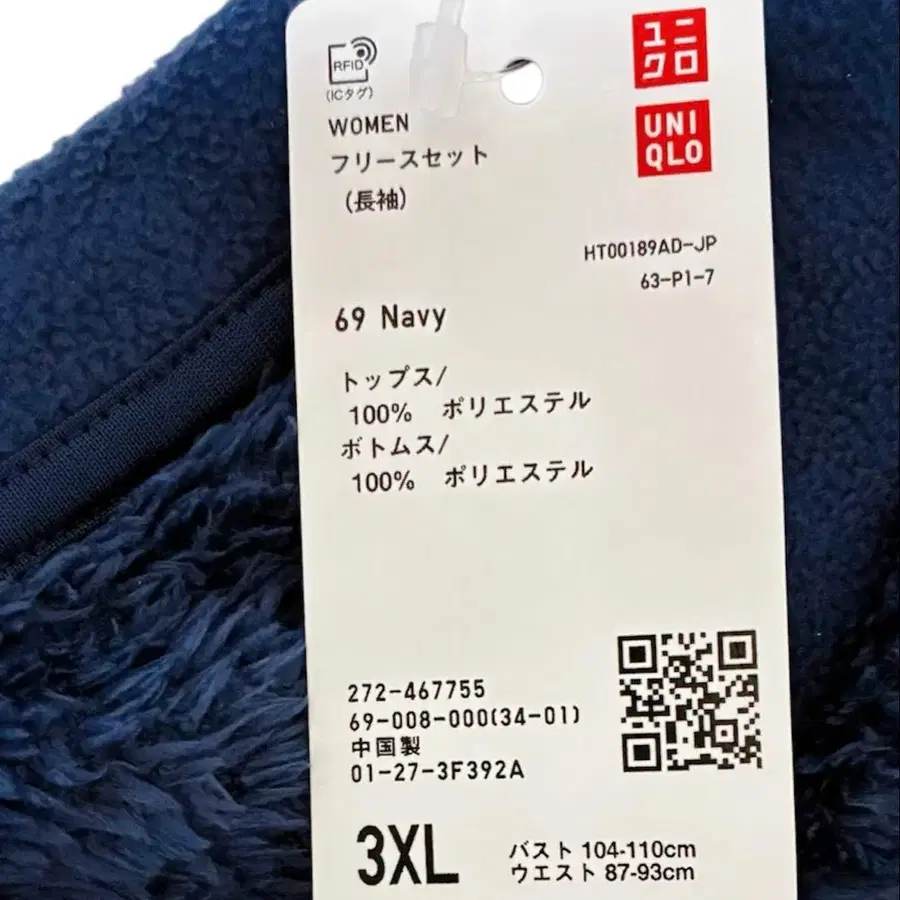 RFID
(ICタグ)
ユニ
クロ
UNI
QLO
WOMEN
フリースセット
(長袖)
HT00189AD-JP
63-P1-7
69 Navy
トップス/
100% ポリエステル
ボトムス/
100% ポリエステル
272-467755
69-008-000(34-01)
中国製
01-27-3F392A
3XL
バスト 104-110cm
ウエスト 87-93cm